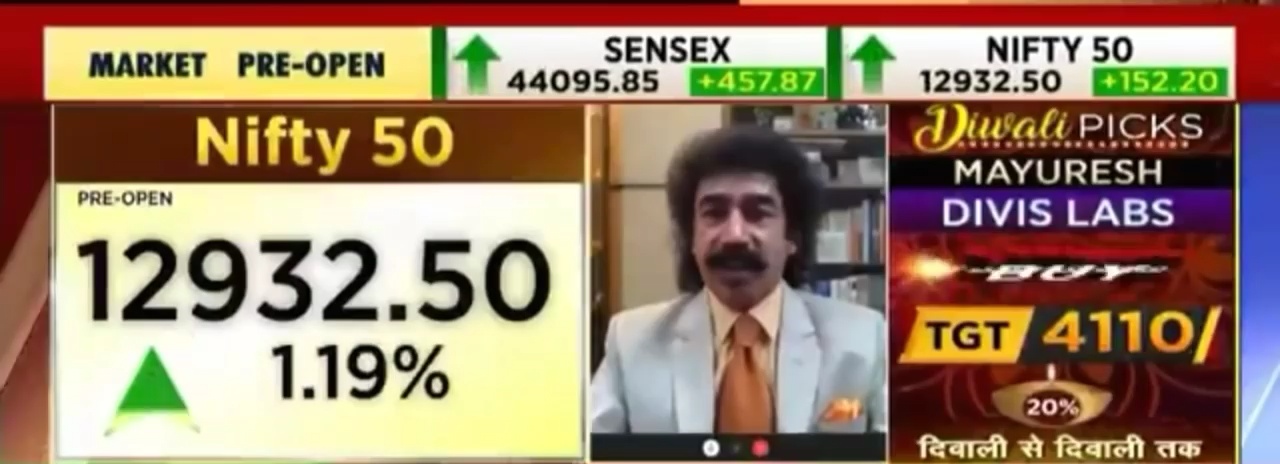 MARKET PRE-OPEN
SENSEX
44095.85 +457.87
NIFTY 50
12932.50 +152.20
Nifty 50
PRE-OPEN
12932.50
1.19%
Diwali PICKS
MAYURESH
DIVIS LABS
BUY
TGT 4110/
20%
दिवाली से दिवाली तक